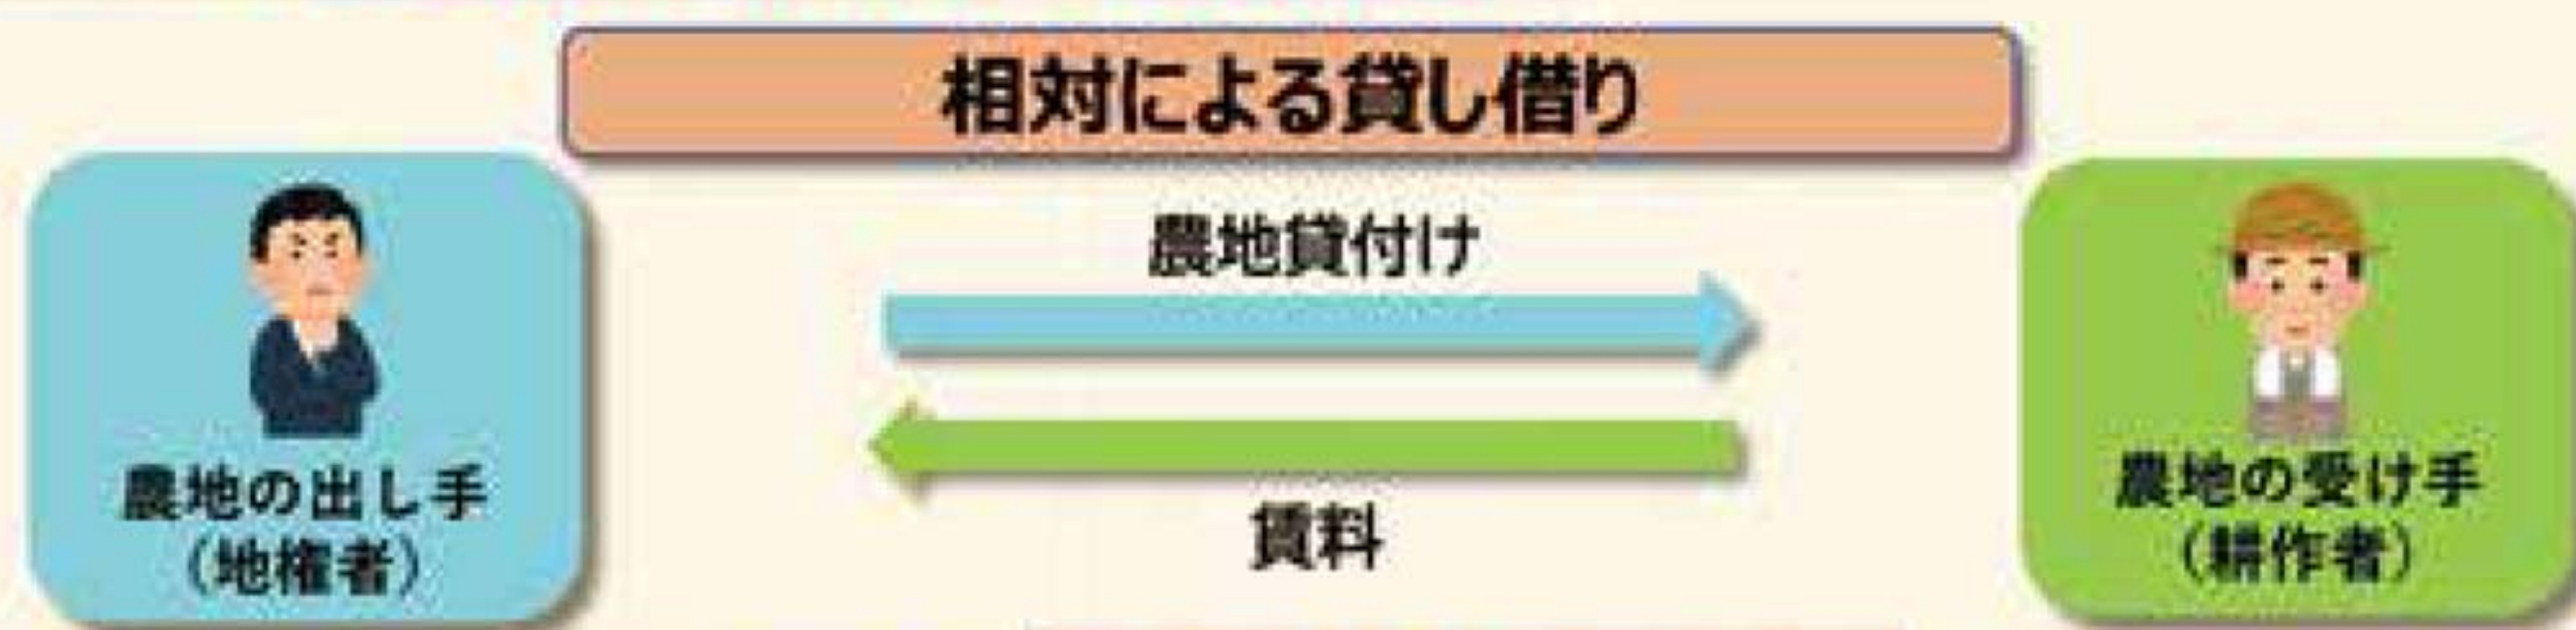 相対による貸し借り
農地貸付け
賃料
農地の出し手
（地権者）
農地の受け手
（耕作者）